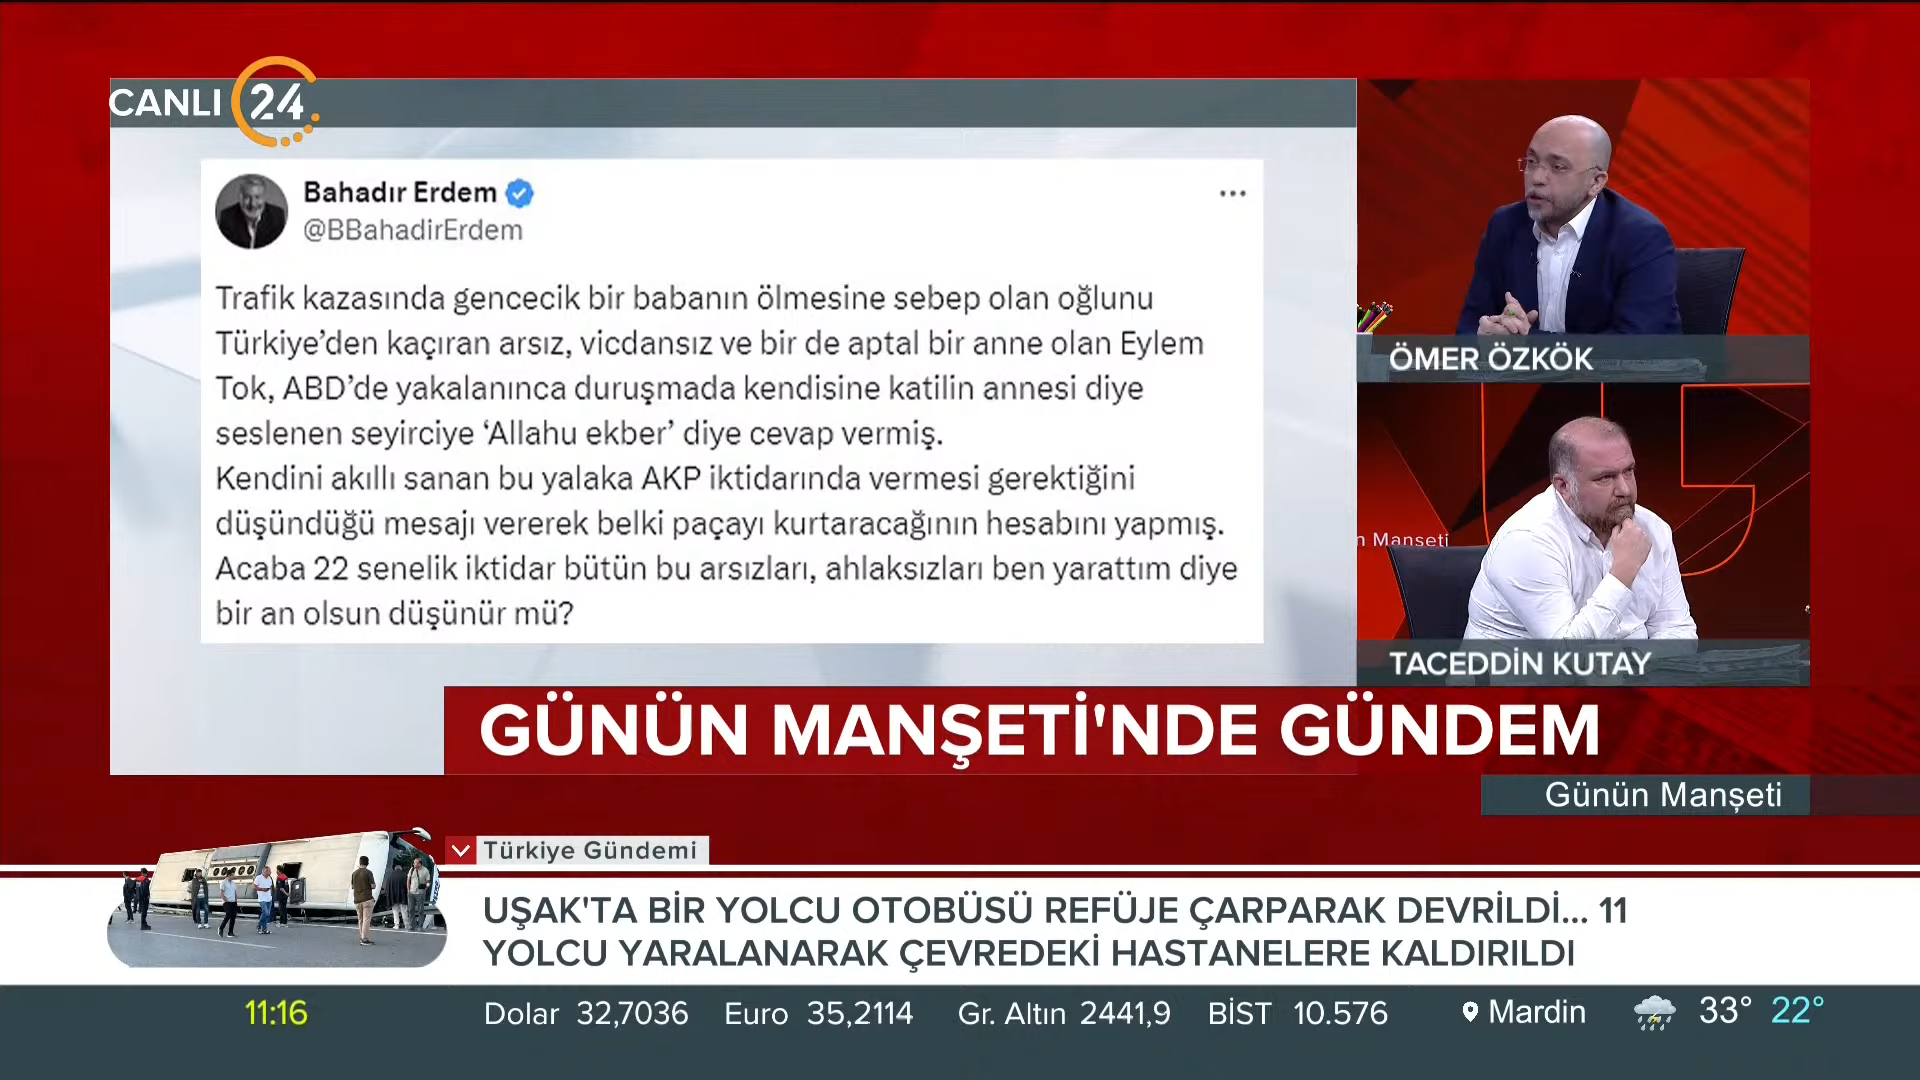 CANLI 24
Bahadır Erdem
@BBahadirErdem
Trafik kazasında gencecik bir babanın ölmesine sebep olan oğlunu
Türkiye’den kaçıran arsız, vicdansız ve bir de aptal bir anne olan Eylem
Tok, ABD’de yakalanınca duruşmada kendisine katilin annesi diye
seslenen seyirciye ‘Allahu ekber’ diye cevap vermiş.
Kendini akıllı sanan bu yalaka AKP iktidarında vermesi gerektiğini
düşündüğü mesajı vererek belki paçayı kurtaracağının hesabını yapmış.
Acaba 22 senelik iktidar bütün bu arsızları, ahlaksızları ben yarattım diye
bir an olsun düşünür mü?
ÖMER ÖZKÖK
n Manşeti
TACEDDİN KUTAY
GÜNÜN MANŞETİ'NDE GÜNDEM
Günün Manşeti
Türkiye Gündemi
UŞAK'TA BİR YOLCU OTOBÜSÜ REFÜJE ÇARPARAK DEVRİLDİ... 11
YOLCU YARALANARAK ÇEVREDEKİ HASTANELERE KALDIRILDI
11:16 Dolar 32,7036 Euro 35,2114 Gr. Altın 2441,9 BİST 10.576 Mardin 33° 22°